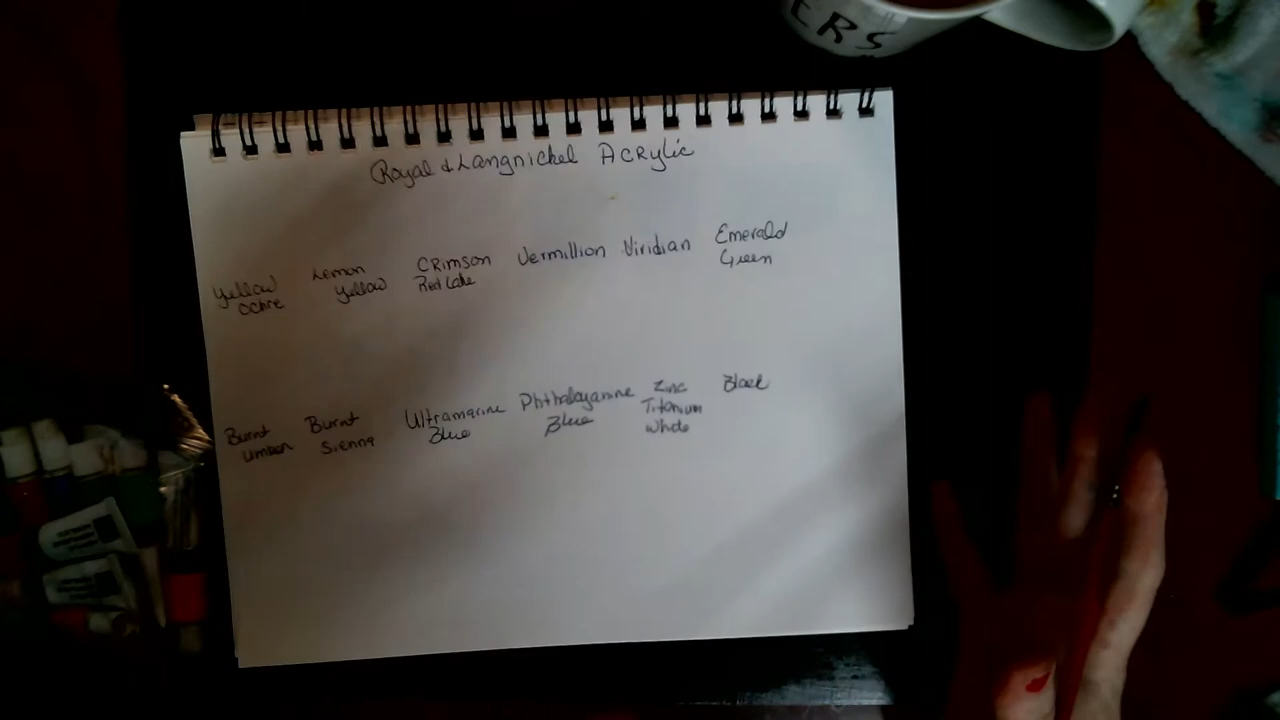 ERS
Royal & Langnickel Acrylic
Yellow Ochre
Lemon Yellow
Crimson Red Lake
Vermillion
Viridian
Emerald Green
Burnt Umber
Burnt Sienna
Ultramarine Blue
Phthalocyanine Blue
Zinc Titanium White
Black